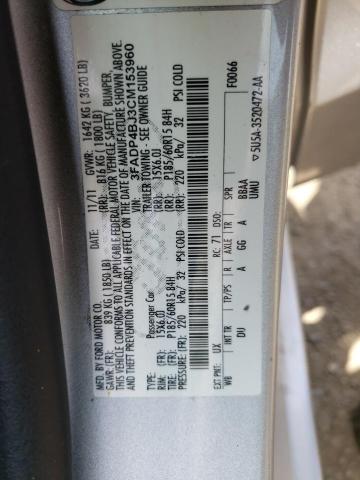 MFD. BY FORD MOTOR CO.
11/11 GVWR: 1642 KG ( 3620 LB)
GAWR: (FR): 839 KG (1850 LB) (RR): 816 KG (1800 LB)
THIS VEHICLE CONFORMS TO ALL APPLICABLE
FEDERAL MOTOR VEHICLE SAFETY, BUMPER,
AND THEFT PREVENTION STANDARDS IN EFFECT ON THE
DATE OF MANUFACTURE SHOWN ABOVE.
VIN: 3FADP4BJ3CM153960
TYPE: Passenger Car TRAILER TOWING - SEE OWNER GUIDE
RIM: (FR): 15X6.0J (RR): 15X6.0J
TIRE: (FR): P185/60R15 84H (RR): P185/60R15 84H
PRESSURE: (FR): 220 kPa/ 32 PSI COLD (RR): 220 kPa/ 32 PSI COLD
EXT PNT: UX RC: 71 DSO: F0066
WB INT TR TP/PS R AXLE TR SPR
DU A GG A BBAA
UMU
5U5A-3520472-AA